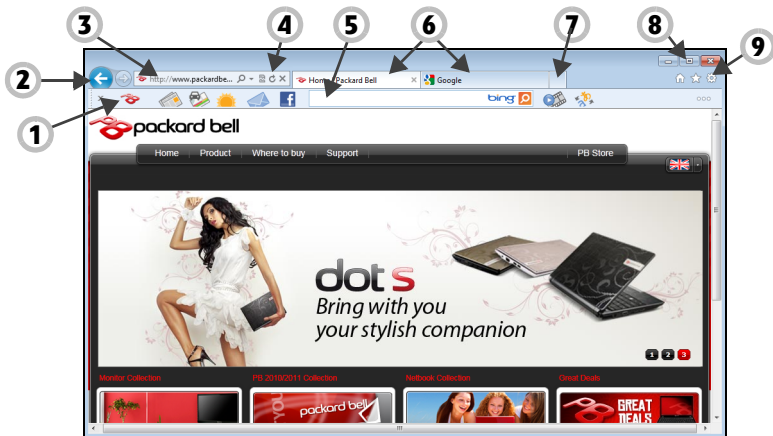 3 4 5 6 7 8 9
2
1
http://www.packardbe...
Packard Bell
Google
bing
packard bell
Home Product Where to buy Support PB Store
dot s
Bring with you
your stylish companion
1 2 3
Monitor Collection PB 2010/2011 Collection Netbook Collection Great Deals
packard bell
GREAT
DEALS